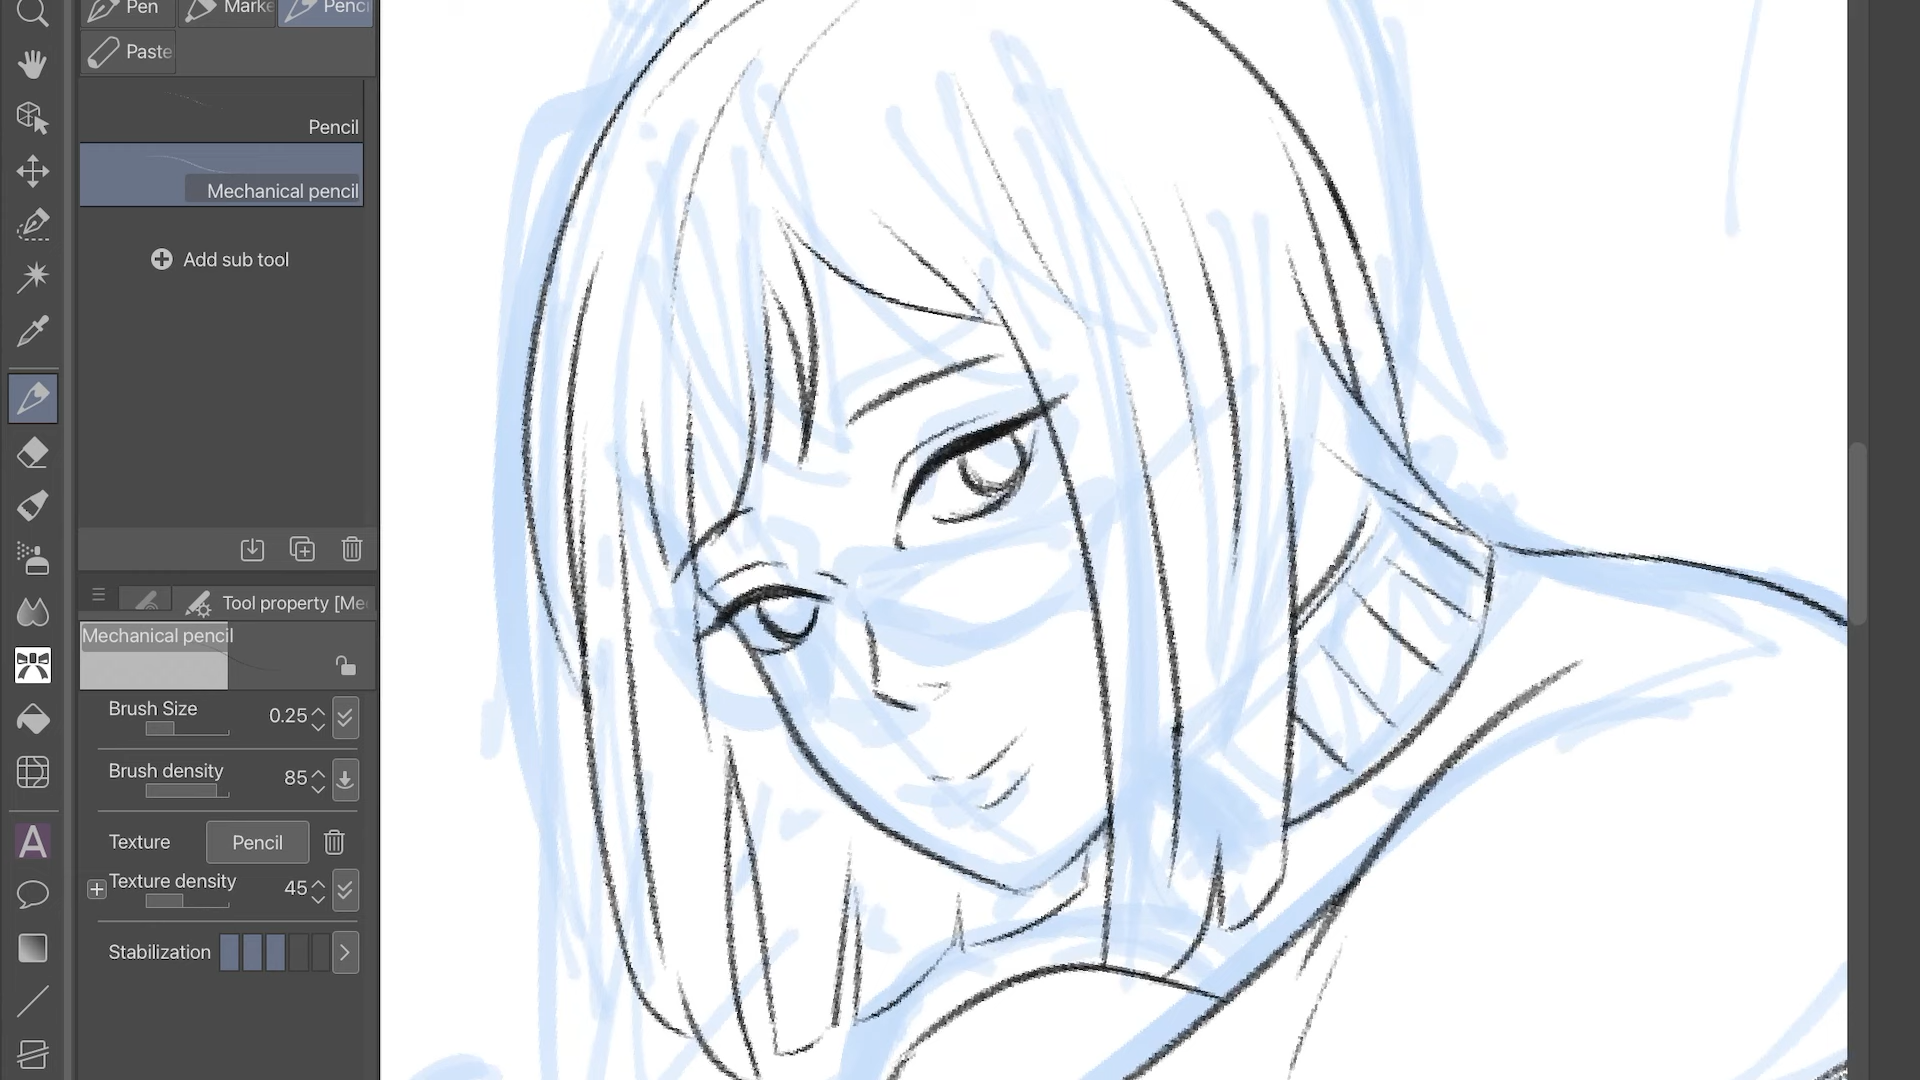 Pen
Marke
Penci
Paste
Pencil
Mechanical pencil
Add sub tool
Tool property [Me
Mechanical pencil
Brush Size 0.25
Brush density 85
Texture Pencil
Texture density 45
Stabilization
A